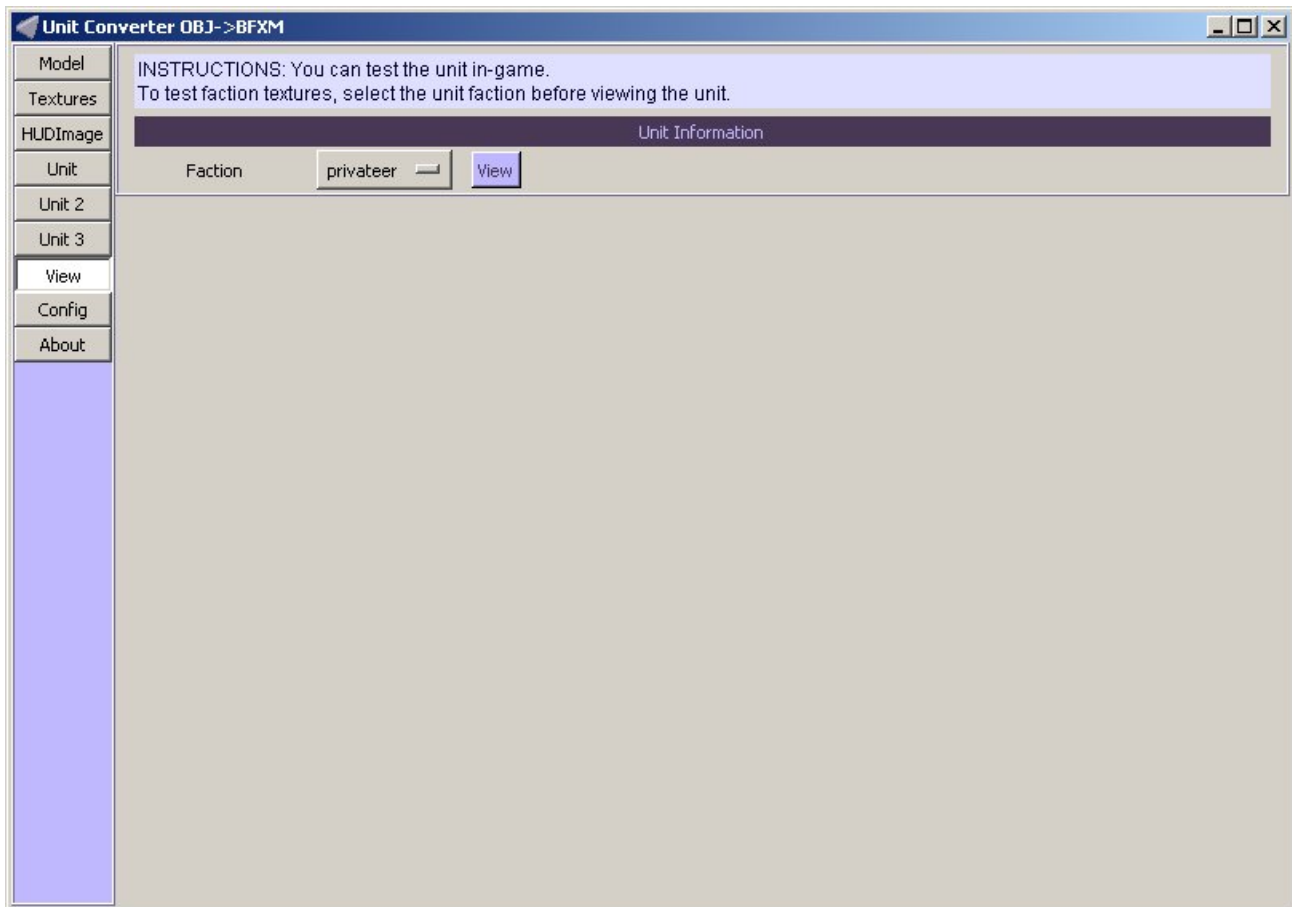 Unit Converter OBJ->BFXM
Model
Textures
HUDImage
Unit
Unit 2
Unit 3
View
Config
About
INSTRUCTIONS: You can test the unit in-game.
To test faction textures, select the unit faction before viewing the unit.
Unit Information
Faction privateer View